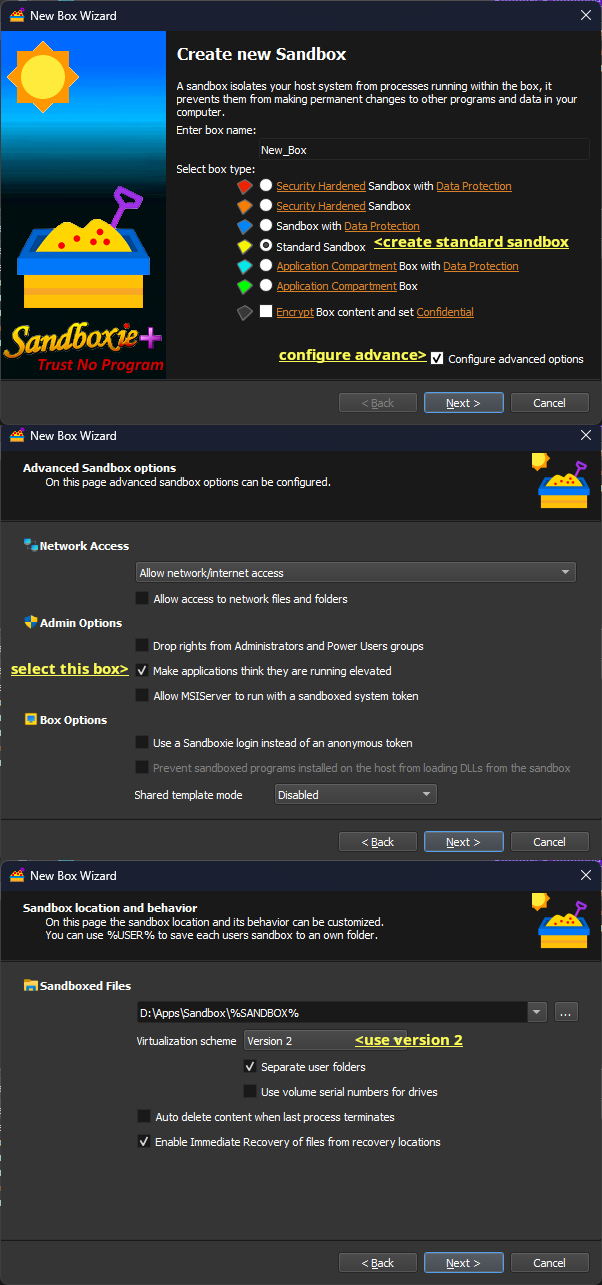 New Box Wizard
Create new Sandbox
A sandbox isolates your host system from processes running within the box, it
prevents them from making permanent changes to other programs and data in your
computer.
Enter box name:
New_Box
Select box type:
Security Hardened Sandbox with Data Protection
Security Hardened Sandbox
Sandbox with Data Protection
Standard Sandbox <create standard sandbox
Application Compartment Box with Data Protection
Application Compartment Box
Encrypt Box content and set Confidential
Sandboxie+
Trust No Program
configure advance> Configure advanced options
< Back Next > Cancel
New Box Wizard
Advanced Sandbox options
On this page advanced sandbox options can be configured.
Network Access
Allow network/internet access
Allow access to network files and folders
Admin Options
Drop rights from Administrators and Power Users groups
select this box> Make applications think they are running elevated
Allow MSIServer to run with a sandboxed system token
Box Options
Use a Sandboxie login instead of an anonymous token
Prevent sandboxed programs installed on the host from loading DLLs from the sandbox
Shared template mode Disabled
< Back Next > Cancel
New Box Wizard
Sandbox location and behavior
On this page the sandbox location and its behavior can be customized.
You can use %USER% to save each users sandbox to an own folder.
Sandboxed Files
D:\Apps\Sandbox\%SANDBOX% ...
Virtualization scheme Version 2 <use version 2
Separate user folders
Use volume serial numbers for drives
Auto delete content when last process terminates
Enable Immediate Recovery of files from recovery locations
< Back Next > Cancel